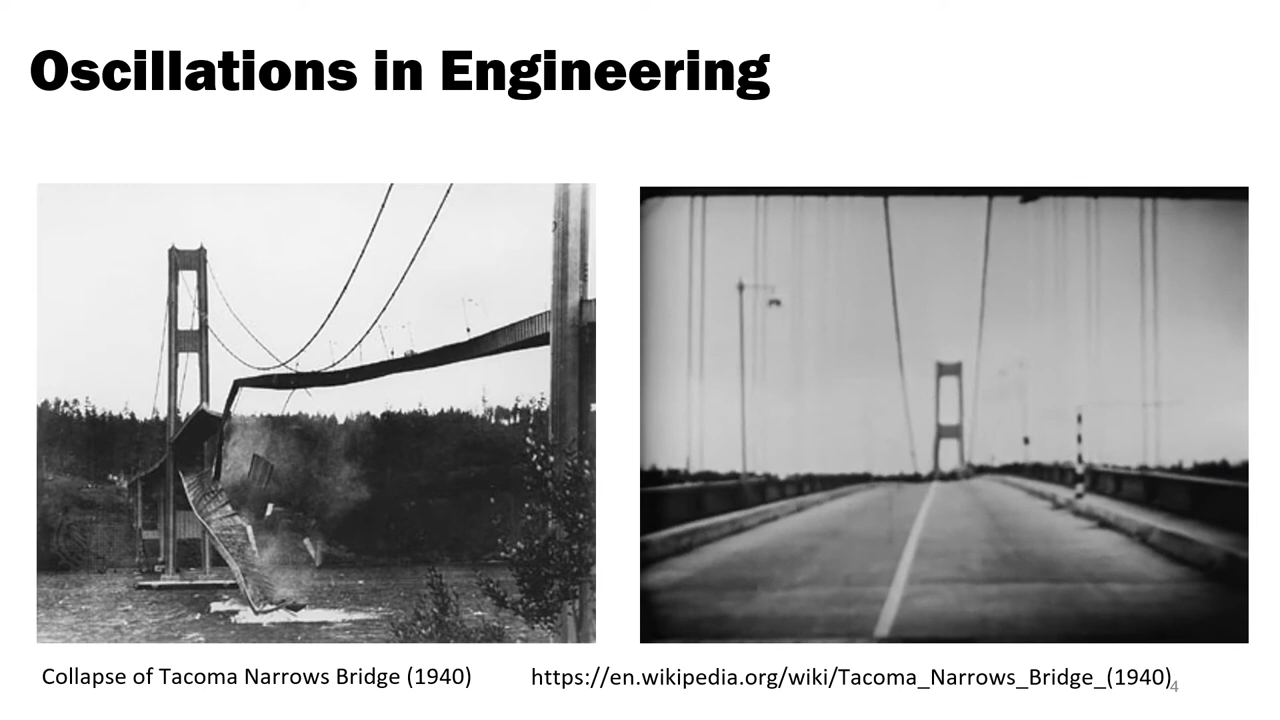 Oscillations in Engineering
Collapse of Tacoma Narrows Bridge (1940)
https://en.wikipedia.org/wiki/Tacoma_Narrows_Bridge_(1940)
4